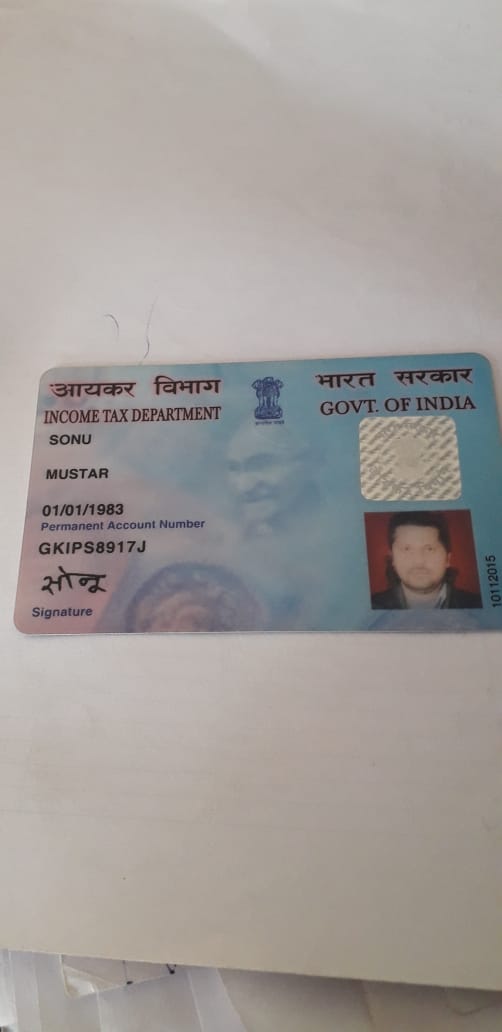 आयकर विभाग
INCOME TAX DEPARTMENT
भारत सरकार
GOVT. OF INDIA
SONU
MUSTAR
01/01/1983
Permanent Account Number
GKIPS8917J
सोनू
Signature
10112015